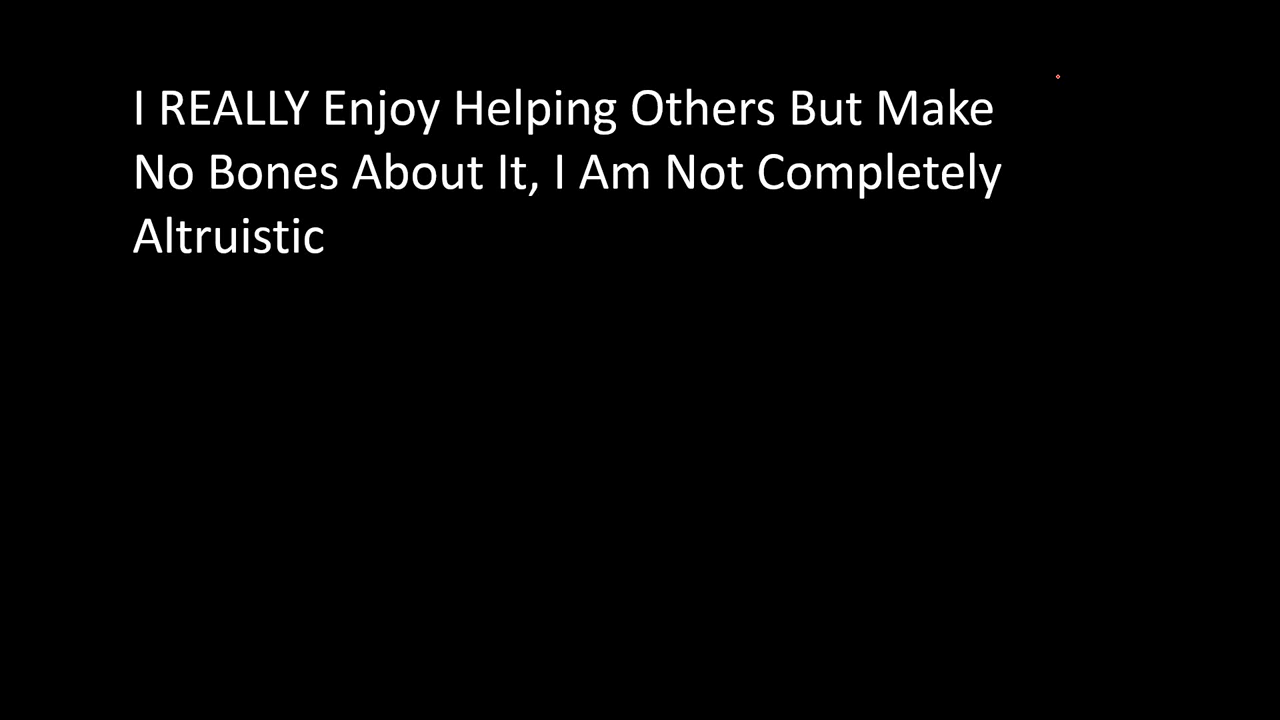 I REALLY Enjoy Helping Others But Make
No Bones About It, I Am Not Completely
Altruistic